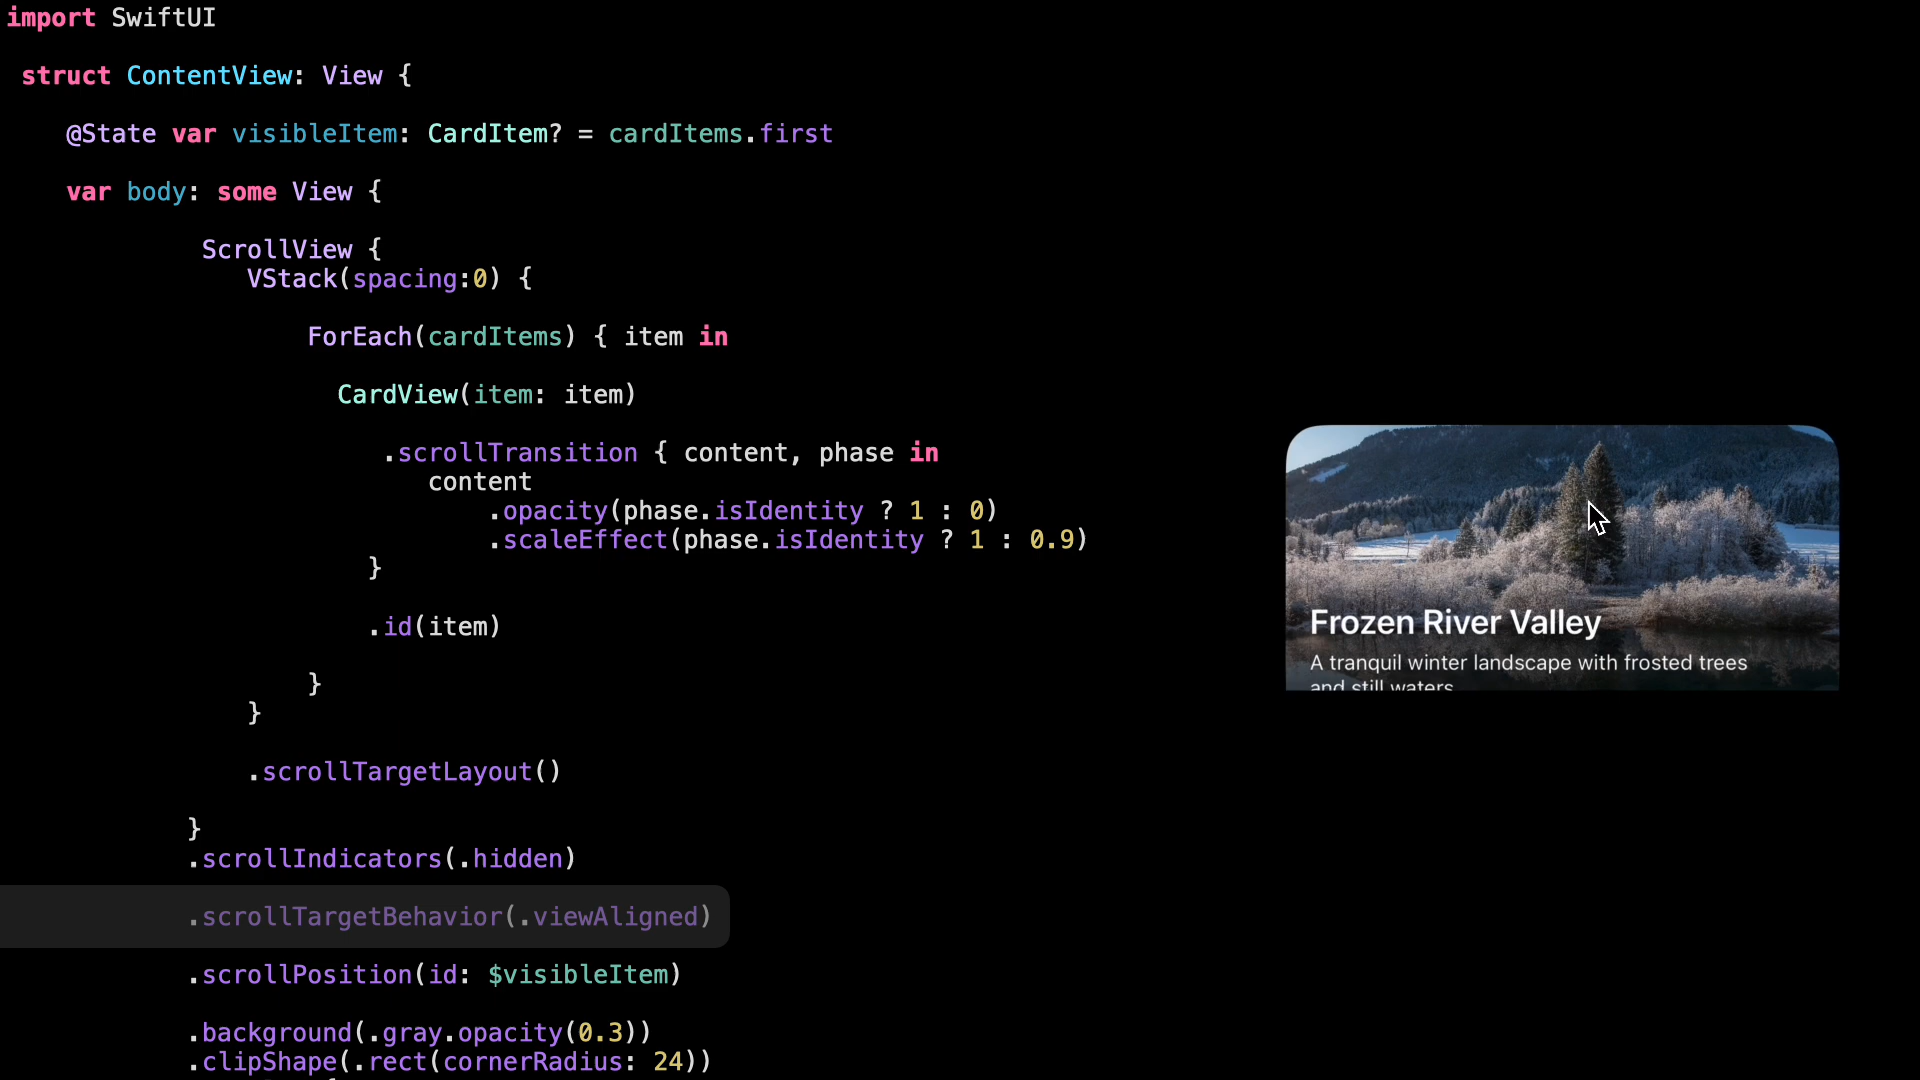 import SwiftUI
struct ContentView: View {
@State var visibleItem: CardItem? = cardItems.first
var body: some View {
ScrollView {
VStack(spacing:0) {
ForEach(cardItems) { item in
CardView(item: item)
.scrollTransition { content, phase in
content
.opacity(phase.isIdentity ? 1 : 0)
.scaleEffect(phase.isIdentity ? 1 : 0.9)
}
.id(item)
}
}
.scrollTargetLayout()
}
.scrollIndicators(.hidden)
.scrollTargetBehavior(.viewAligned)
.scrollPosition(id: $visibleItem)
.background(.gray.opacity(0.3))
.clipShape(.rect(cornerRadius: 24))
Frozen River Valley
A tranquil winter landscape with frosted trees
and still waters